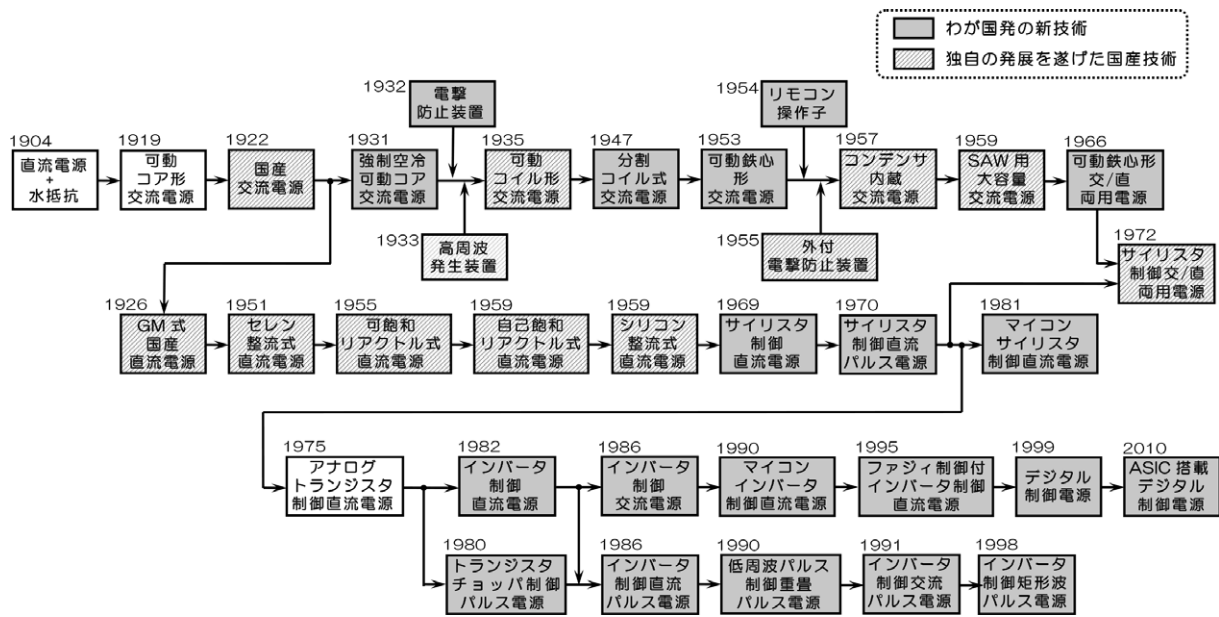 わが国発の新技術
独自の発展を遂げた国産技術
1904
直流電源
+
水抵抗
1919
可動
コア形
交流電源
1922
国産
交流電源
1931
強制空冷
可動コア
交流電源
1932
電撃
防止装置
1933
高周波
発生装置
1935
可動
コイル形
交流電源
1947
分割
コイル式
交流電源
1953
可動鉄心
形
交流電源
1954
リモコン
操作子
1955
外付
電撃防止装置
1957
コンデンサ
内蔵
交流電源
1959
SAW用
大容量
交流電源
1966
可動鉄心形
交/直
両用電源
1972
サイリスタ
制御交/直
両用電源
1926
GM式
国産
直流電源
1951
セレン
整流式
直流電源
1955
可飽和
リアクトル式
直流電源
1959
自己飽和
リアクトル式
直流電源
1959
シリコン
整流式
直流電源
1969
サイリスタ
制御
直流電源
1970
サイリスタ
制御直流
パルス電源
1981
マイコン
サイリスタ
制御直流電源
1975
アナログ
トランジスタ
制御直流電源
1982
インバータ
制御
直流電源
1986
インバータ
制御
交流電源
1990
マイコン
インバータ
制御直流電源
1995
ファジィ制御付
インバータ制御
直流電源
1999
デジタル
制御電源
2010
ASIC搭載
デジタル
制御電源
1980
トランジスタ
チョッパ制御
パルス電源
1986
インバータ
制御直流
パルス電源
1990
低周波パルス
制御重畳
パルス電源
1991
インバータ
制御交流
パルス電源
1998
インバータ
制御矩形波
パルス電源